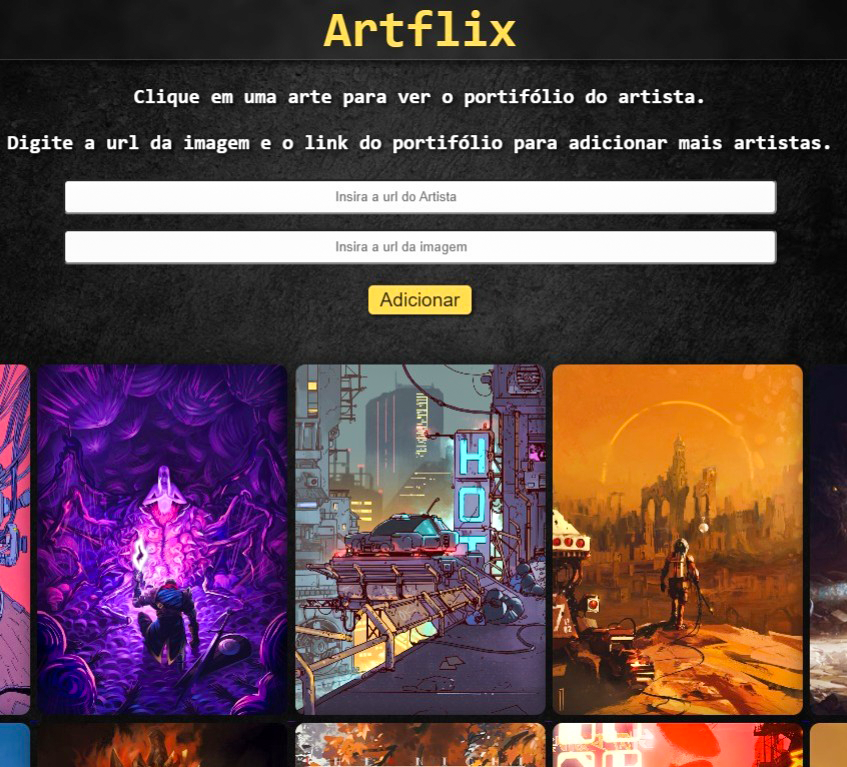 Artflix
Clique em uma arte para ver o portifólio do artista.
Digite a url da imagem e o link do portifólio para adicionar mais artistas.
Insira a url do Artista
Insira a url da imagem
Adicionar
HOT
7